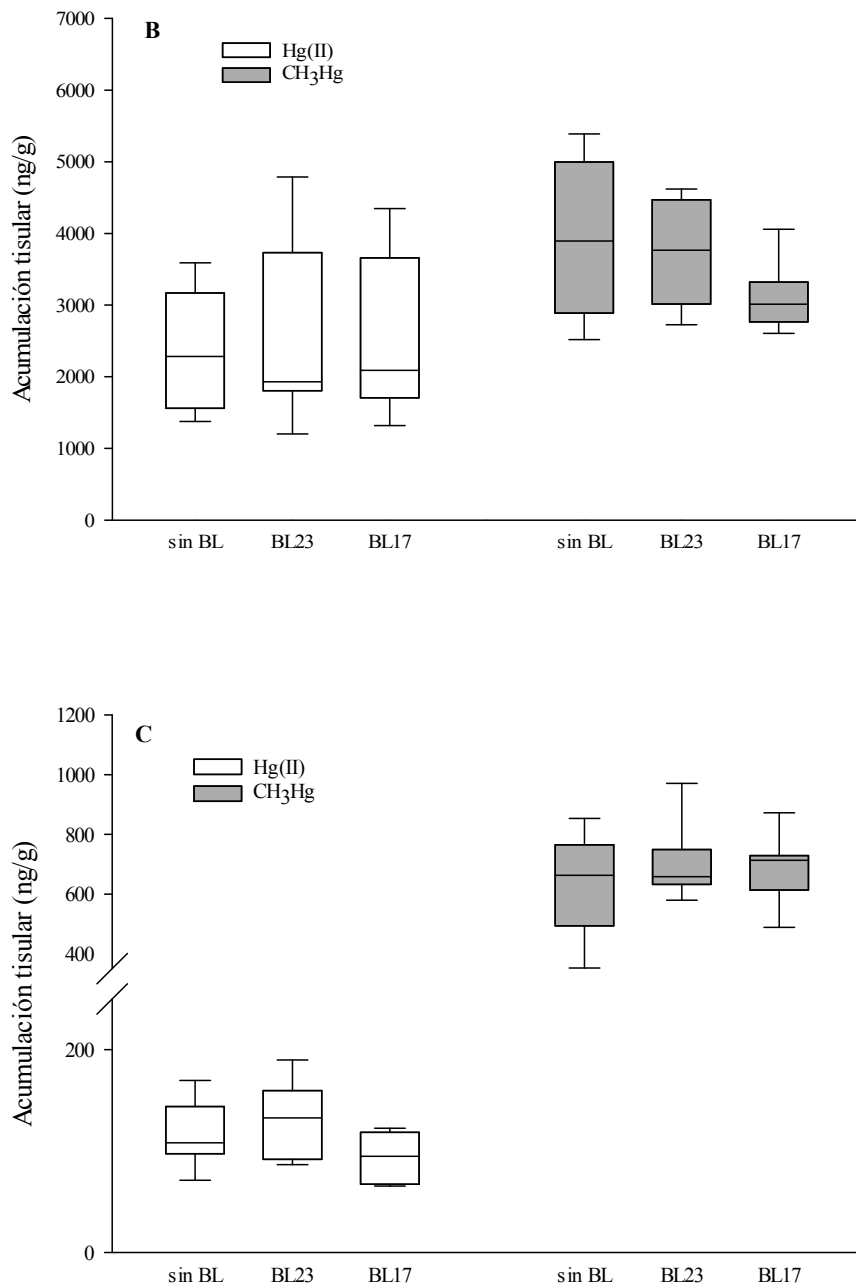 B
Hg(II)
CH3Hg
Acumulación tisular (ng/g)
7000
6000
5000
4000
3000
2000
1000
0
sin BL BL23 BL17 sin BL BL23 BL17
C
Hg(II)
CH3Hg
Acumulación tisular (ng/g)
1200
1000
800
600
400
200
0
sin BL BL23 BL17 sin BL BL23 BL17